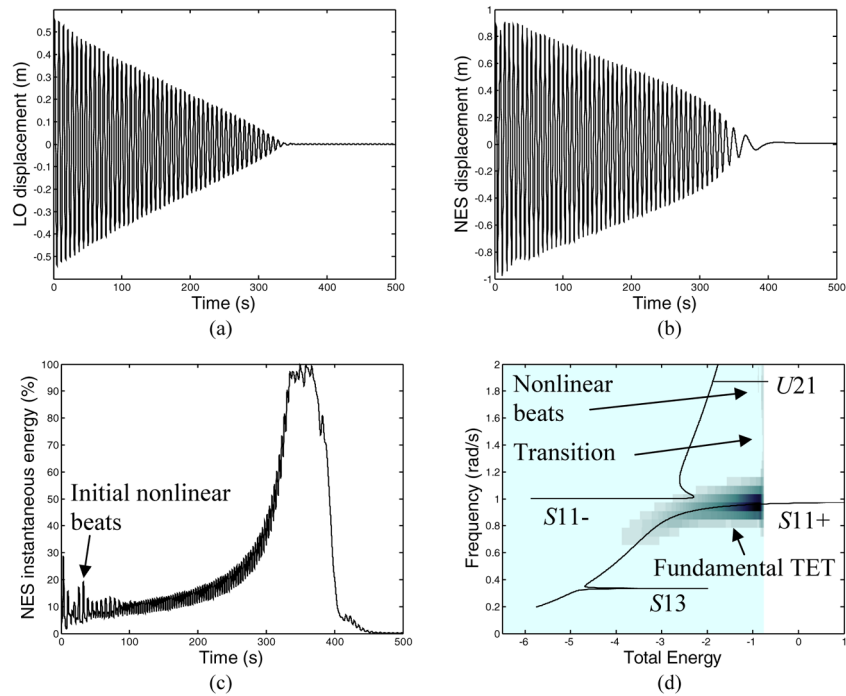 LO displacement (m)
0.5
0.4
0.3
0.2
0.1
0
-0.1
-0.2
-0.3
-0.4
-0.5
0 100 200 300 400 500
Time (s)
(a)
NES displacement (m)
1
0.8
0.6
0.4
0.2
0
-0.2
-0.4
-0.6
-0.8
-1
0 100 200 300 400 500
Time (s)
(b)
NES instantaneous energy (%)
100
90
80
70
60
50
40
30
20
10
0
Initial nonlinear
beats
0 100 200 300 400 500
Time (s)
(c)
Frequency (rad/s)
2
1.8
1.6
1.4
1.2
1
0.8
0.6
0.4
0.2
0
Nonlinear
beats
U21
Transition
S11-
S11+
Fundamental TET
S13
-6 -5 -4 -3 -2 -1 0 1
Total Energy
(d)